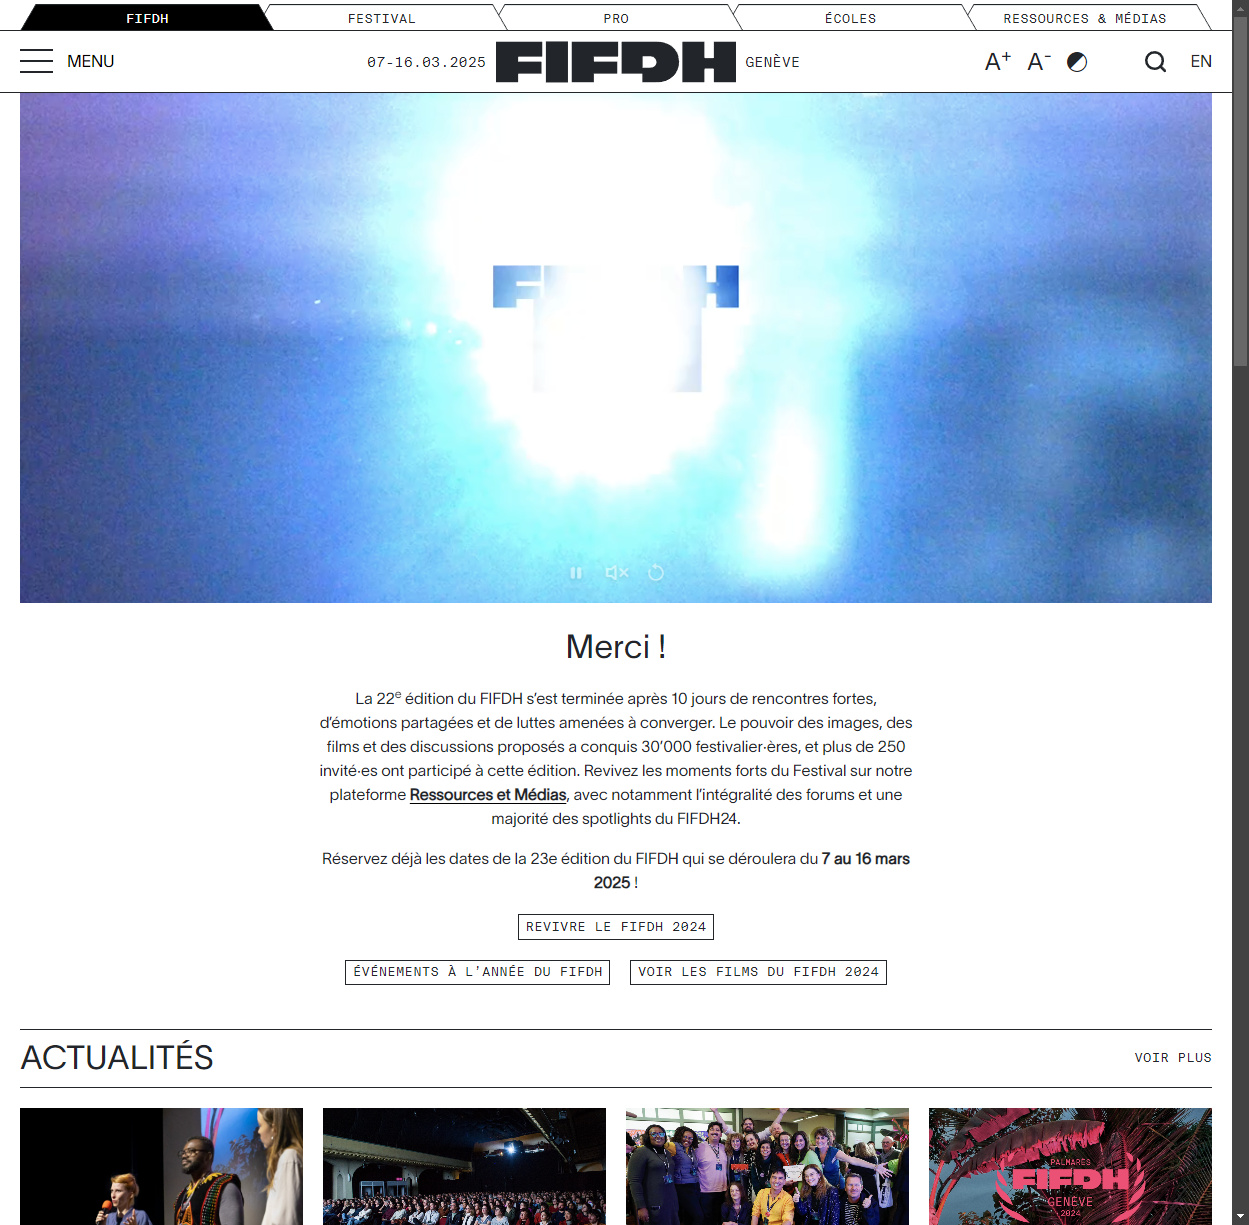 FIFDH
FESTIVAL
PRO
ÉCOLES
RESSOURCES & MÉDIAS
MENU
07-16.03.2025
FIFDH
GENÈVE
A+ A-
EN
FIFDH
Merci !
La 22e édition du FIFDH s’est terminée après 10 jours de rencontres fortes,
d’émotions partagées et de luttes amenées à converger. Le pouvoir des images, des
films et des discussions proposés a conquis 30’000 festivalier·ères, et plus de 250
invité·es ont participé à cette édition. Revivez les moments forts du Festival sur notre
plateforme Ressources et Médias, avec notamment l’intégralité des forums et une
majorité des spotlights du FIFDH24.
Réservez déjà les dates de la 23e édition du FIFDH qui se déroulera du 7 au 16 mars
2025 !
REVIVRE LE FIFDH 2024
ÉVÉNEMENTS À L’ANNÉE DU FIFDH
VOIR LES FILMS DU FIFDH 2024
ACTUALITÉS
VOIR PLUS
PALMARÈS
FIFDH
GENÈVE
2024